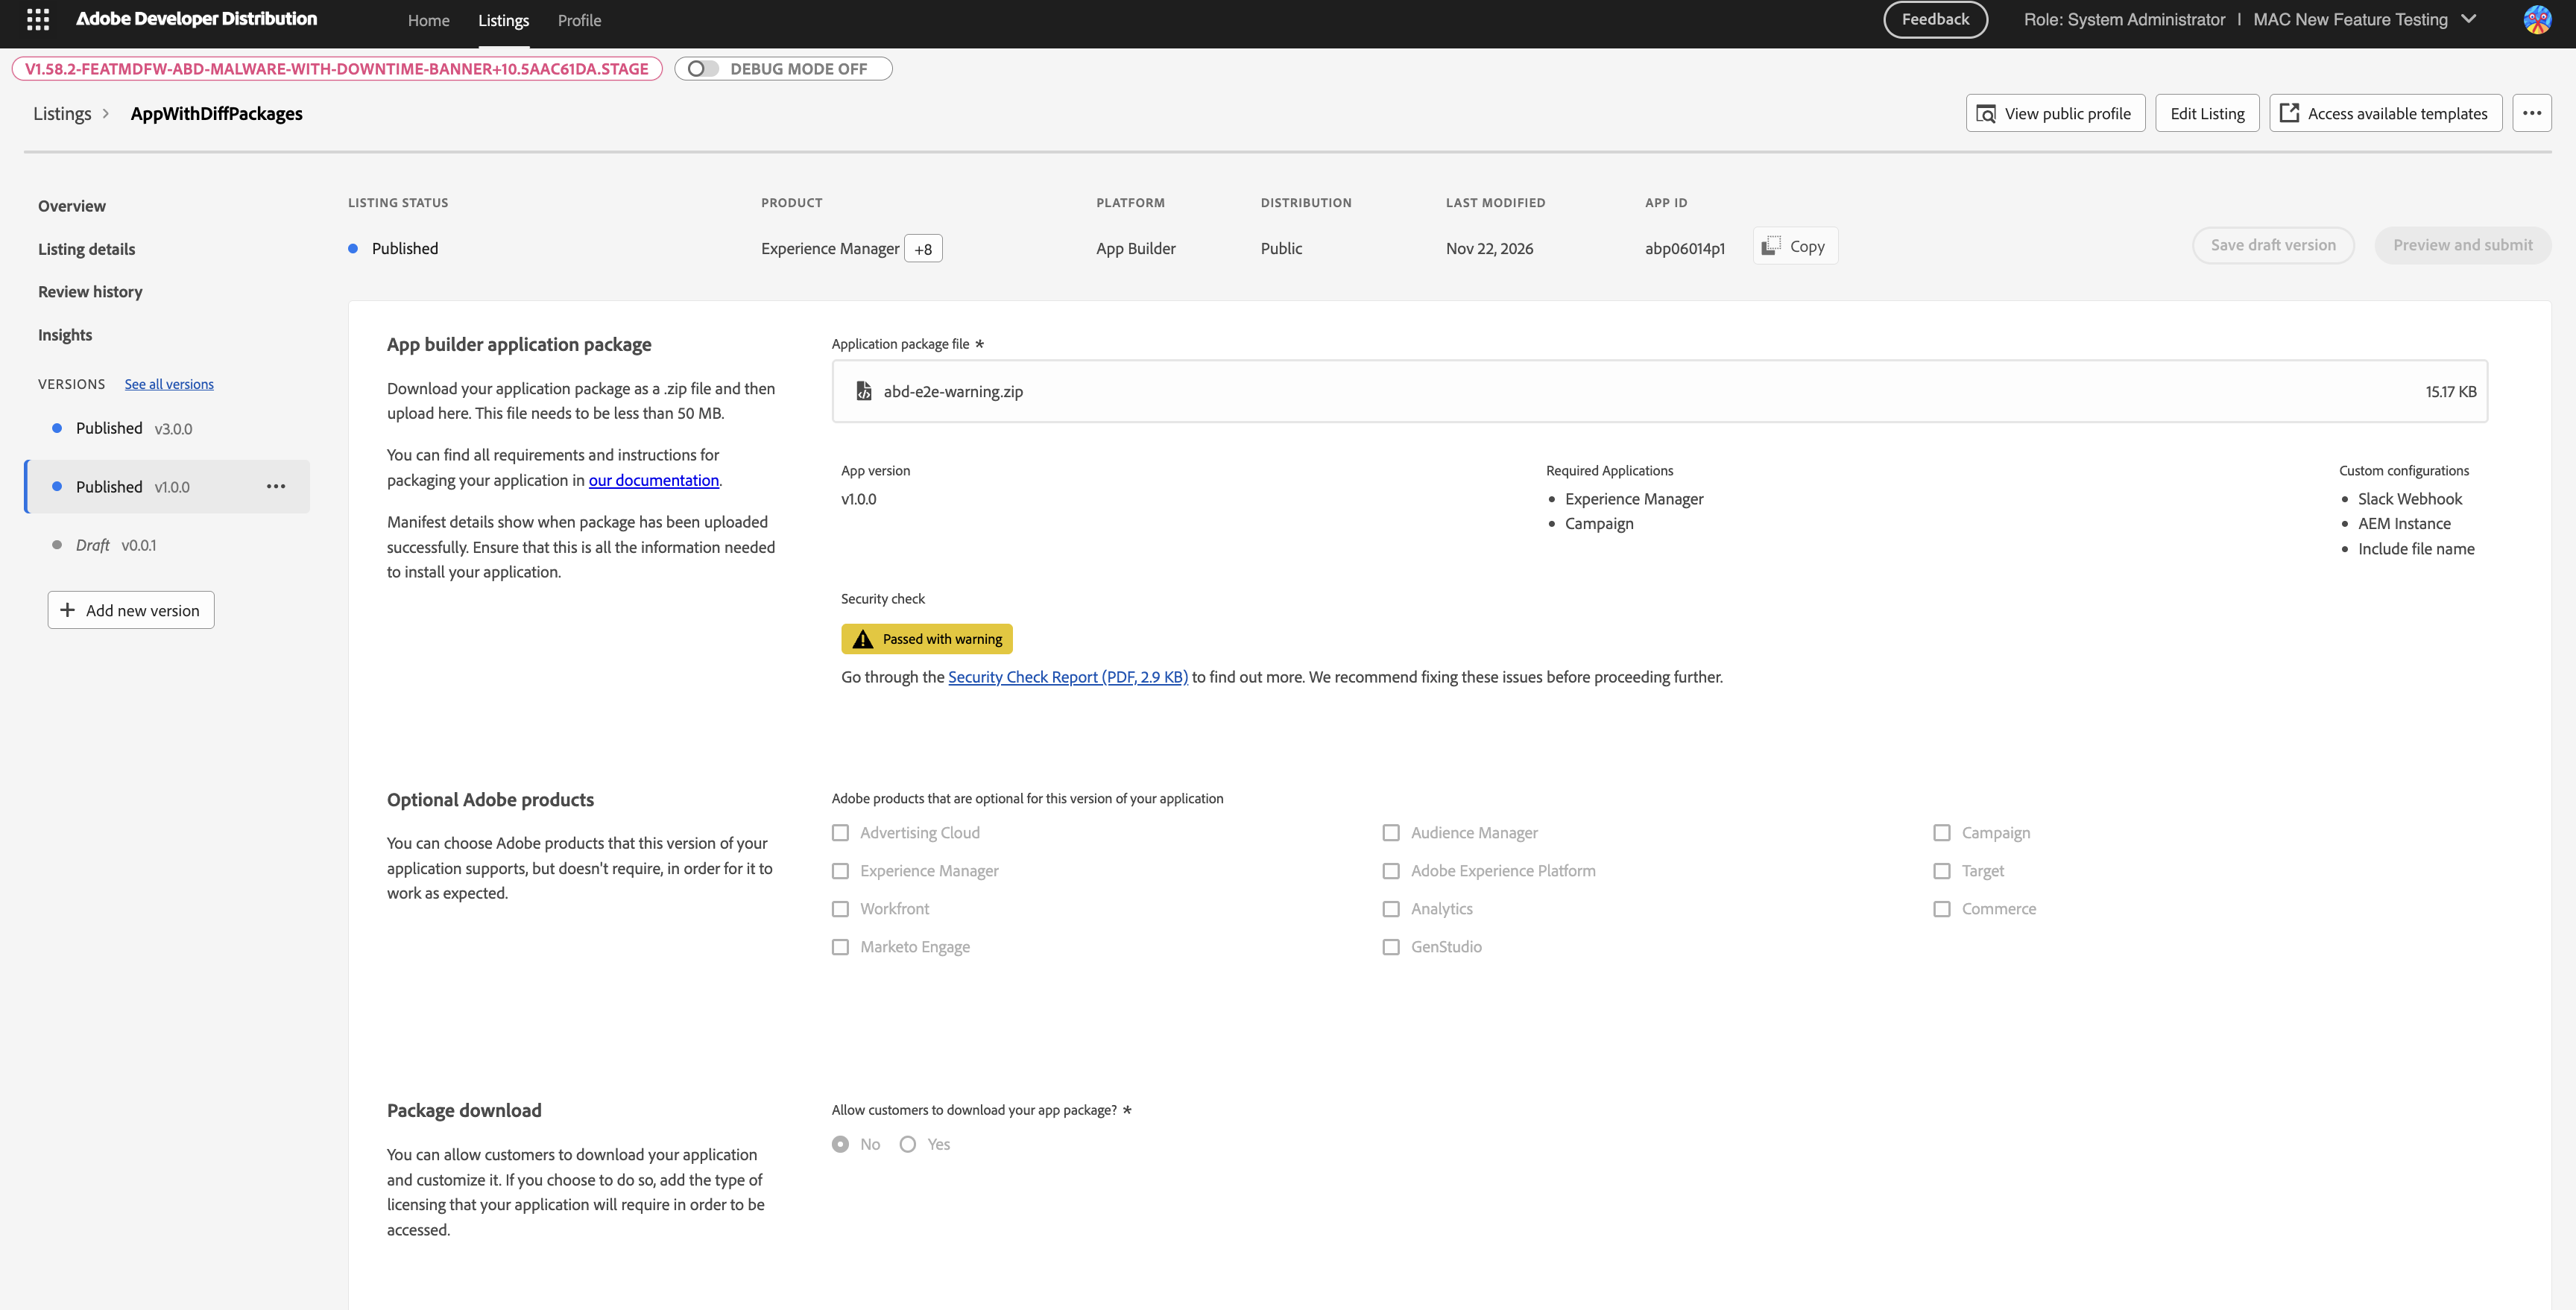 Adobe Developer Distribution
Home
Listings
Profile
Feedback
Role: System Administrator | MAC New Feature Testing
V1.58.2-FEATMDFW-ABD-MALWARE-WITH-DOWNTIME-BANNER+10.5AAC61DA.STAGE
DEBUG MODE OFF
Listings > AppWithDiffPackages
View public profile
Edit Listing
Access available templates
Overview
Listing details
Review history
Insights
VERSIONS See all versions
Published v3.0.0
Published v1.0.0
Draft v0.0.1
Add new version
LISTING STATUS
Published
PRODUCT
Experience Manager +8
PLATFORM
App Builder
DISTRIBUTION
Public
LAST MODIFIED
Nov 22, 2026
APP ID
abp06014p1
Copy
Save draft version
Preview and submit
App builder application package
Download your application package as a .zip file and then
upload here. This file needs to be less than 50 MB.
You can find all requirements and instructions for
packaging your application in our documentation.
Manifest details show when package has been uploaded
successfully. Ensure that this is all the information needed
to install your application.
Application package file *
abd-e2e-warning.zip
15.17 KB
App version
v1.0.0
Required Applications
• Experience Manager
• Campaign
Custom configurations
• Slack Webhook
• AEM Instance
• Include file name
Security check
Passed with warning
Go through the Security Check Report (PDF, 2.9 KB) to find out more. We recommend fixing these issues before proceeding further.
Optional Adobe products
You can choose Adobe products that this version of your
application supports, but doesn't require, in order for it to
work as expected.
Adobe products that are optional for this version of your application
Advertising Cloud
Audience Manager
Campaign
Experience Manager
Adobe Experience Platform
Target
Workfront
Analytics
Commerce
Marketo Engage
GenStudio
Package download
You can allow customers to download your application
and customize it. If you choose to do so, add the type of
licensing that your application will require in order to be
accessed.
Allow customers to download your app package? *
No
Yes